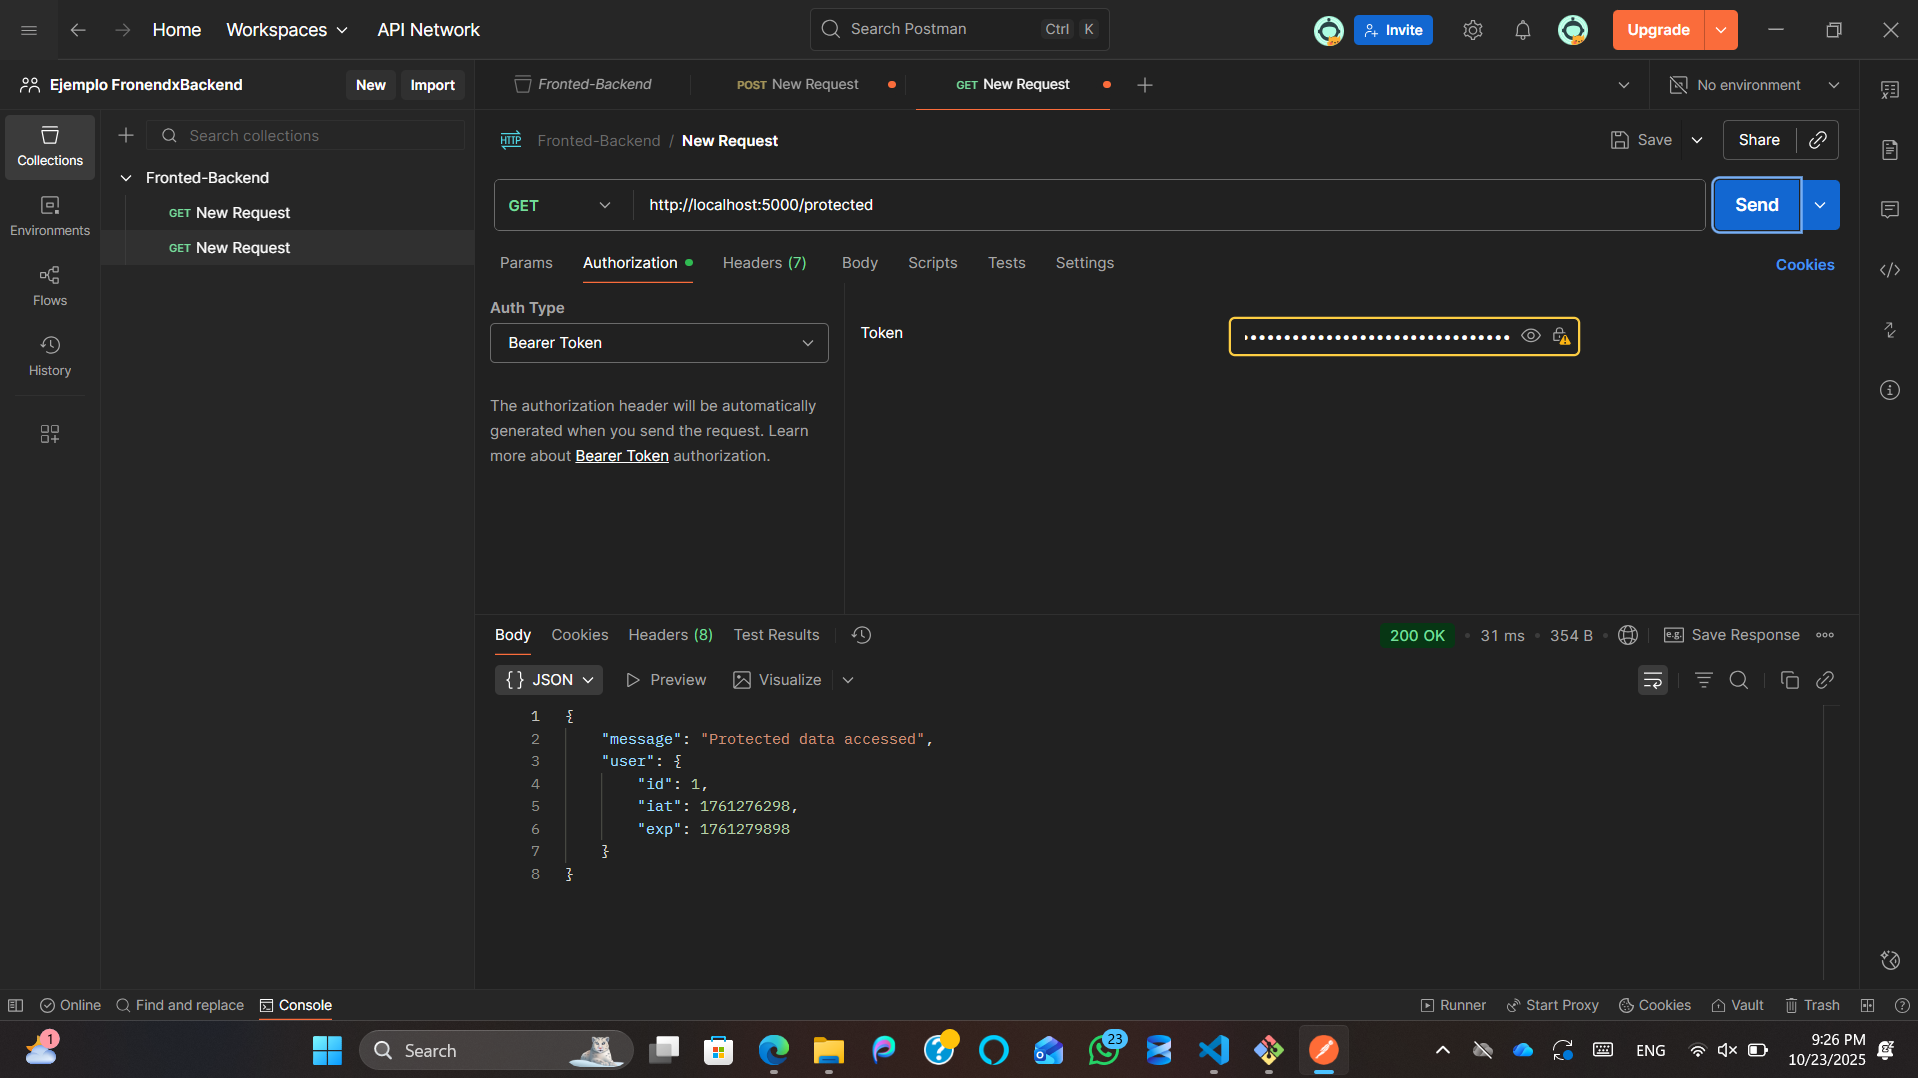 Home
Workspaces
API Network
Search Postman
Ctrl K
Invite
Upgrade
Ejemplo FronendxBackend
New
Import
Fronted-Backend
POST New Request
GET New Request
No environment
Collections
Search collections
Fronted-Backend
GET New Request
GET New Request
Environments
Flows
History
HTTP
Fronted-Backend / New Request
Save
Share
GET
http://localhost:5000/protected
Send
Params
Authorization
Headers (7)
Body
Scripts
Tests
Settings
Cookies
Auth Type
Bearer Token
The authorization header will be automatically
generated when you send the request. Learn
more about Bearer Token authorization.
Token
Body
Cookies
Headers (8)
Test Results
200 OK
31 ms
354 B
e.g.
Save Response
{} JSON
Preview
Visualize
1 {
2 "message": "Protected data accessed",
3 "user": {
4 "id": 1,
5 "iat": 1761276298,
6 "exp": 1761279898
7 }
8 }
Online
Find and replace
Console
Runner
Start Proxy
Cookies
Vault
Trash
1
Search
23
ENG
9:26 PM
10/23/2025